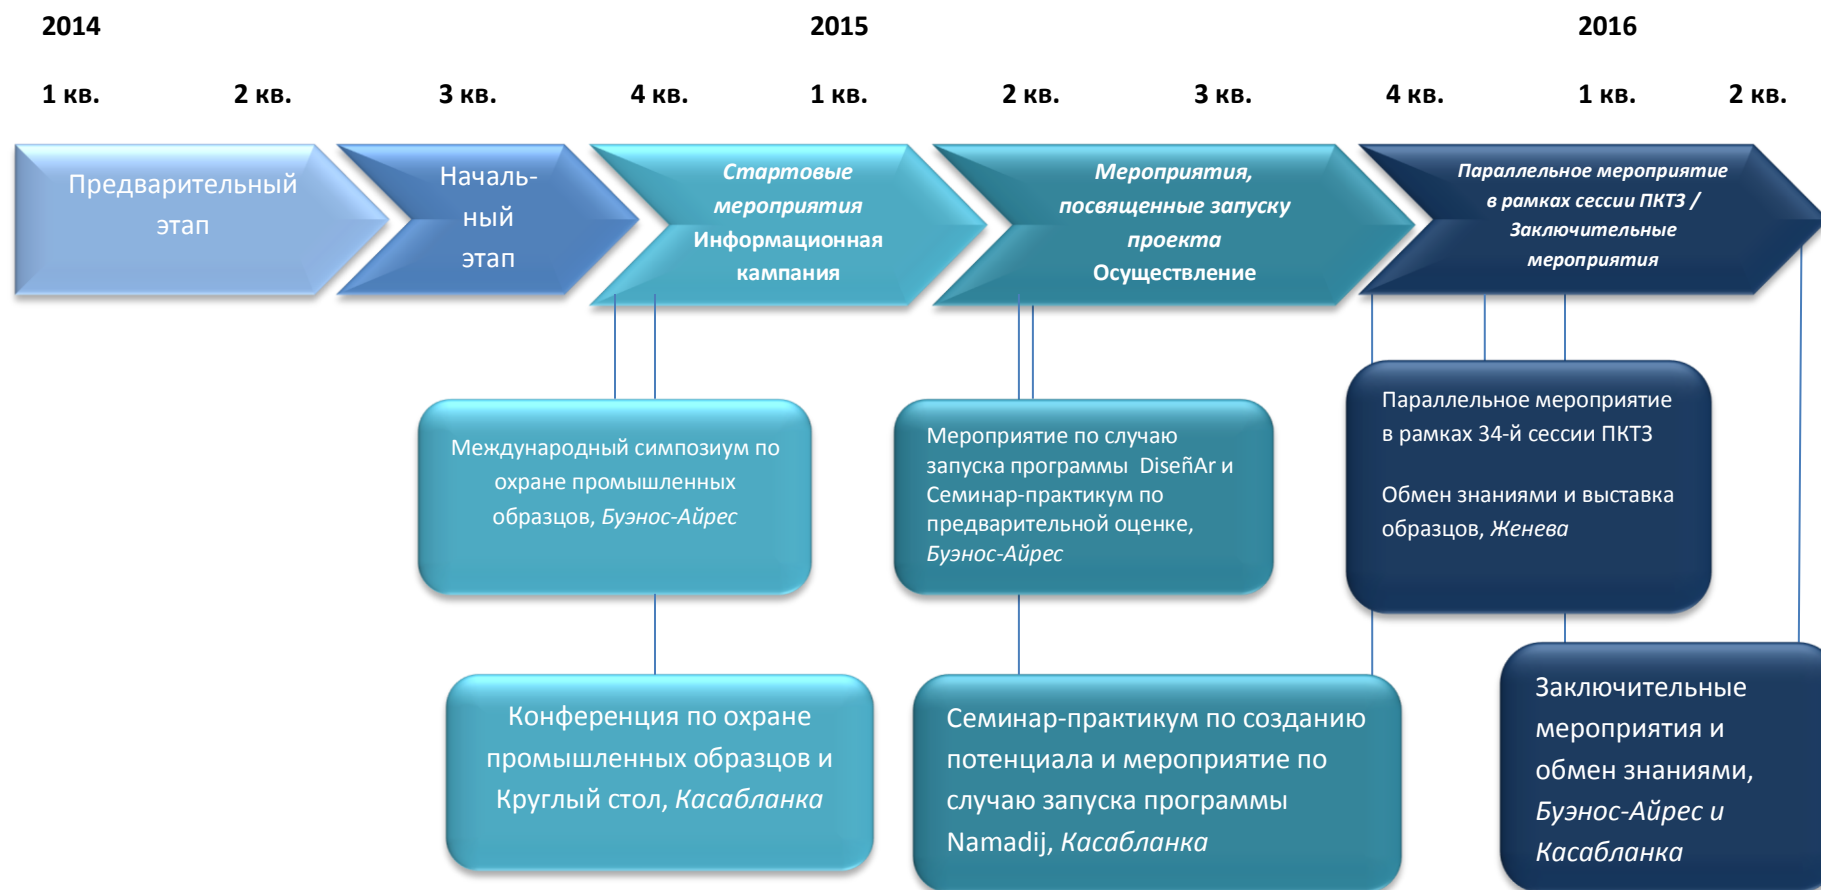 2014
2015
2016
1 кв.
2 кв.
3 кв.
4 кв.
1 кв.
2 кв.
3 кв.
4 кв.
1 кв.
2 кв.
Предварительный
этап
Началь-
ный
этап
Стартовые
мероприятия
Информационная
кампания
Мероприятия,
посвященные запуску
проекта
Осуществление
Параллельное мероприятие
в рамках сессии ПКТЗ /
Заключительные
мероприятия
Международный симпозиум по
охране промышленных
образцов, Буэнос-Айрес
Мероприятие по случаю
запуска программы DiseñAr и
Семинар-практикум по
предварительной оценке,
Буэнос-Айрес
Параллельное мероприятие
в рамках 34-й сессии ПКТЗ
Обмен знаниями и выставка
образцов, Женева
Конференция по охране
промышленных образцов и
Круглый стол, Касабланка
Семинар-практикум по созданию
потенциала и мероприятие по
случаю запуска программы
Namadij, Касабланка
Заключительные
мероприятия и
обмен знаниями,
Буэнос-Айрес и
Касабланка